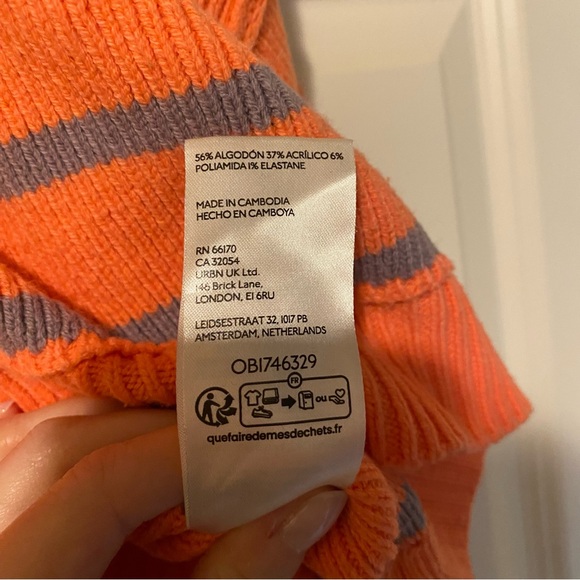 56% ALGODÓN 37% ACRÍLICO 6%
POLIAMIDA 1% ELASTANE
MADE IN CAMBODIA
HECHO EN CAMBOYA
RN 66170
CA 32054
URBN UK Ltd.
146 Brick Lane,
LONDON, E1 6RU
LEIDSESTRAAT 32, 1017 PB
AMSTERDAM, NETHERLANDS
OB1746329
FR
ou
quefairedemesdechets.fr